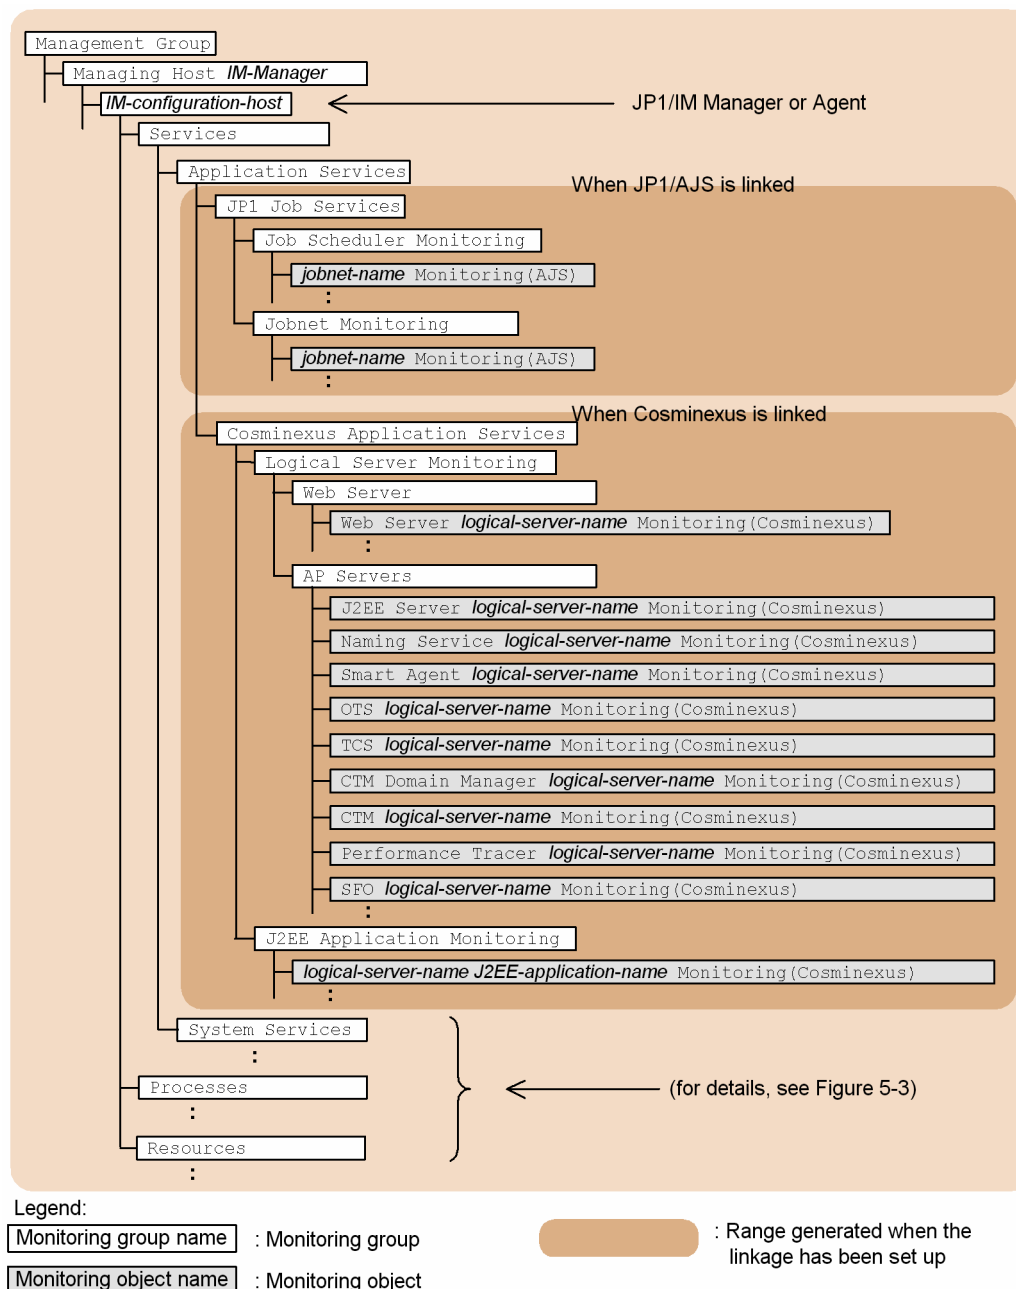 Management Group
Managing Host IM-Manager
IM-configuration-host
JP1/IM Manager or Agent
Services
Application Services
When JP1/AJS is linked
JP1 Job Services
Job Scheduler Monitoring
jobnet-name Monitoring(AJS)
:
Jobnet Monitoring
jobnet-name Monitoring(AJS)
:
When Cosminexus is linked
Cosminexus Application Services
Logical Server Monitoring
Web Server
Web Server logical-server-name Monitoring(Cosminexus)
:
AP Servers
J2EE Server logical-server-name Monitoring(Cosminexus)
Naming Service logical-server-name Monitoring(Cosminexus)
Smart Agent logical-server-name Monitoring(Cosminexus)
OTS logical-server-name Monitoring(Cosminexus)
TCS logical-server-name Monitoring(Cosminexus)
CTM Domain Manager logical-server-name Monitoring(Cosminexus)
CTM logical-server-name Monitoring(Cosminexus)
Performance Tracer logical-server-name Monitoring(Cosminexus)
SFO logical-server-name Monitoring(Cosminexus)
:
J2EE Application Monitoring
logical-server-name J2EE-application-name Monitoring(Cosminexus)
:
System Services
:
Processes
(for details, see Figure 5-3)
:
Resources
:
Legend:
Monitoring group name : Monitoring group
: Range generated when the
linkage has been set up
Monitoring object name : Monitoring object